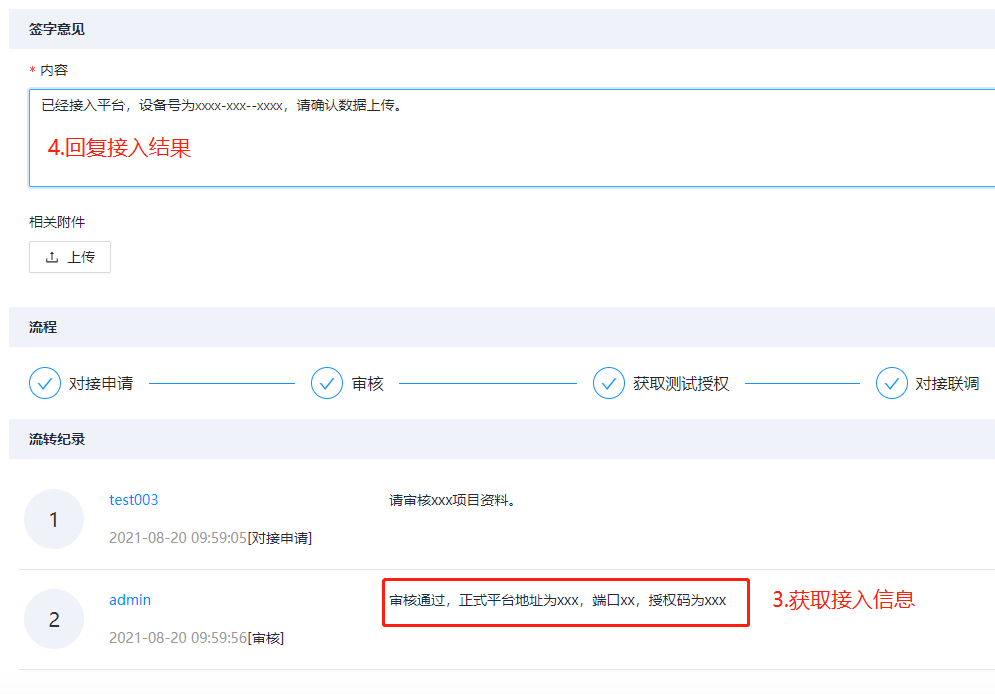 签字意见
* 内容
已经接入平台，设备号为xxxx-xxx--xxxx，请确认数据上传。
4.回复接入结果
相关附件
上传
流程
对接申请 审核 获取测试授权 对接联调
流转纪录
1 test003 请审核xxx项目资料。
2021-08-20 09:59:05[对接申请]
2 admin 审核通过，正式平台地址为xxx，端口xx，授权码为xxx 3.获取接入信息
2021-08-20 09:59:56[审核]